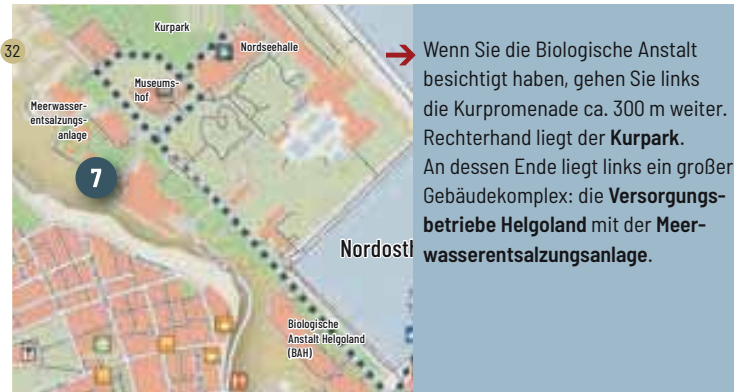 32
Kurpark
Nordseehalle
Museums-
hof
Meerwasser-
entsalzungs-
anlage
7
Nordost
Biologische
Anstalt Helgoland
(BAH)
Wenn Sie die Biologische Anstalt
besichtigt haben, gehen Sie links
die Kurpromenade ca. 300 m weiter.
Rechterhand liegt der Kurpark.
An dessen Ende liegt links ein großer
Gebäudekomplex: die Versorgungs-
betriebe Helgoland mit der Meer-
wasserentsalzungsanlage.